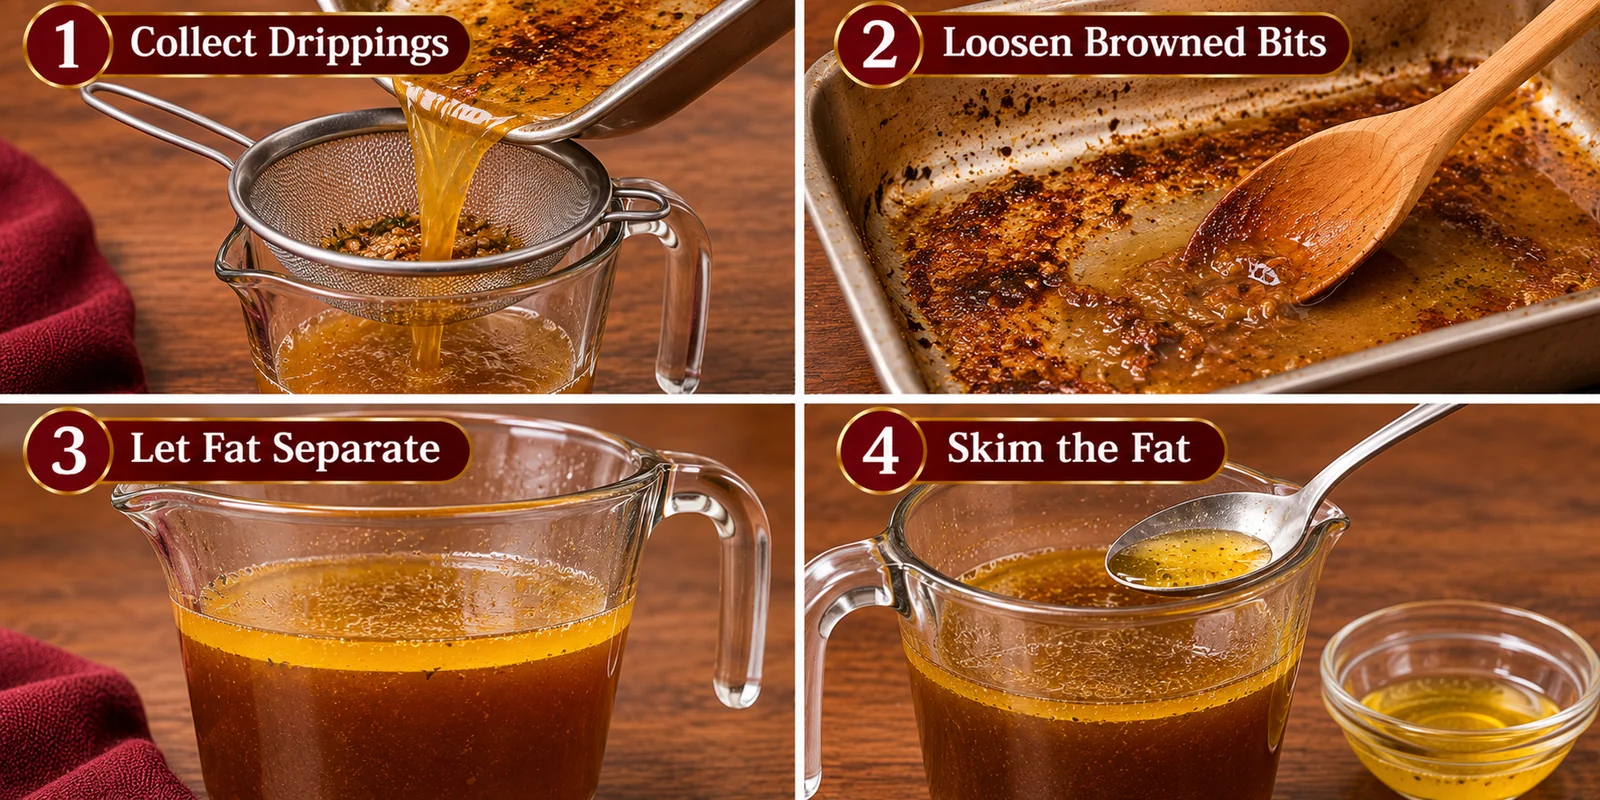 1 Collect Drippings
2 Loosen Browned Bits
3 Let Fat Separate
4 Skim the Fat